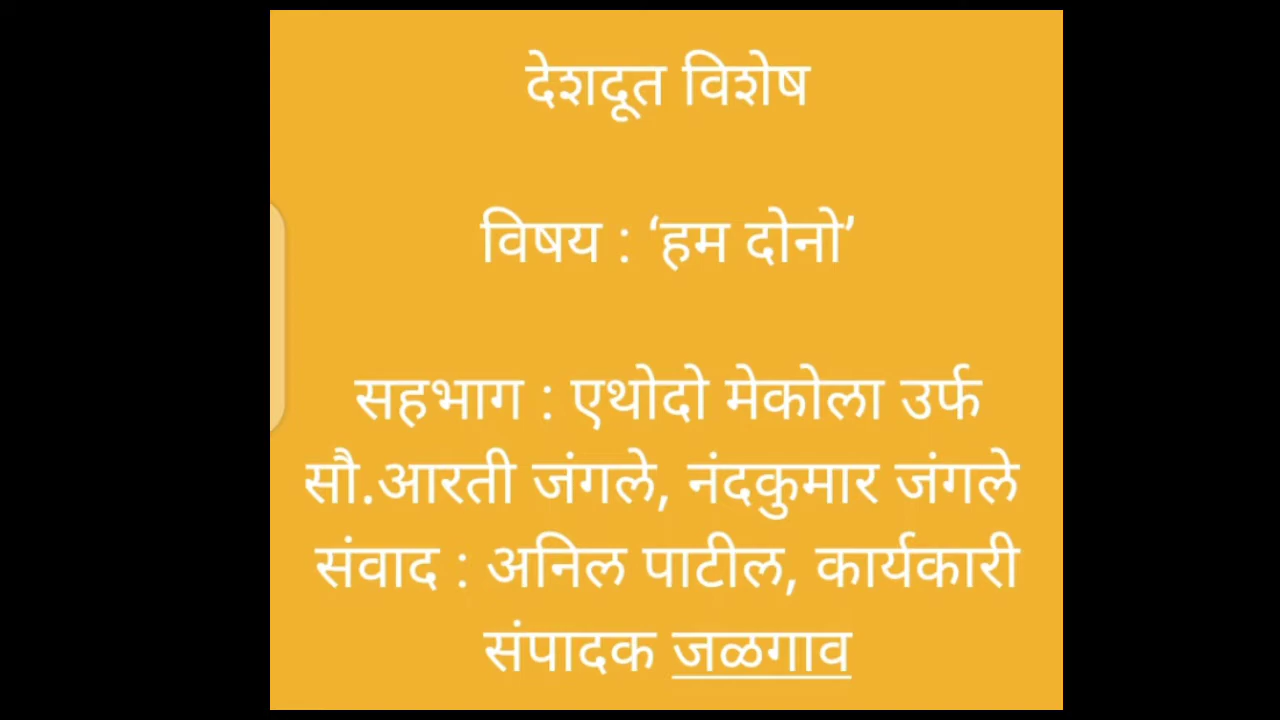 देशदूत विशेष
विषय : ‘हम दोनो’
सहभाग : एथोदो मेकोला उर्फ
सौ.आरती जंगले, नंदकुमार जंगले
संवाद : अनिल पाटील, कार्यकारी
संपादक जळगाव